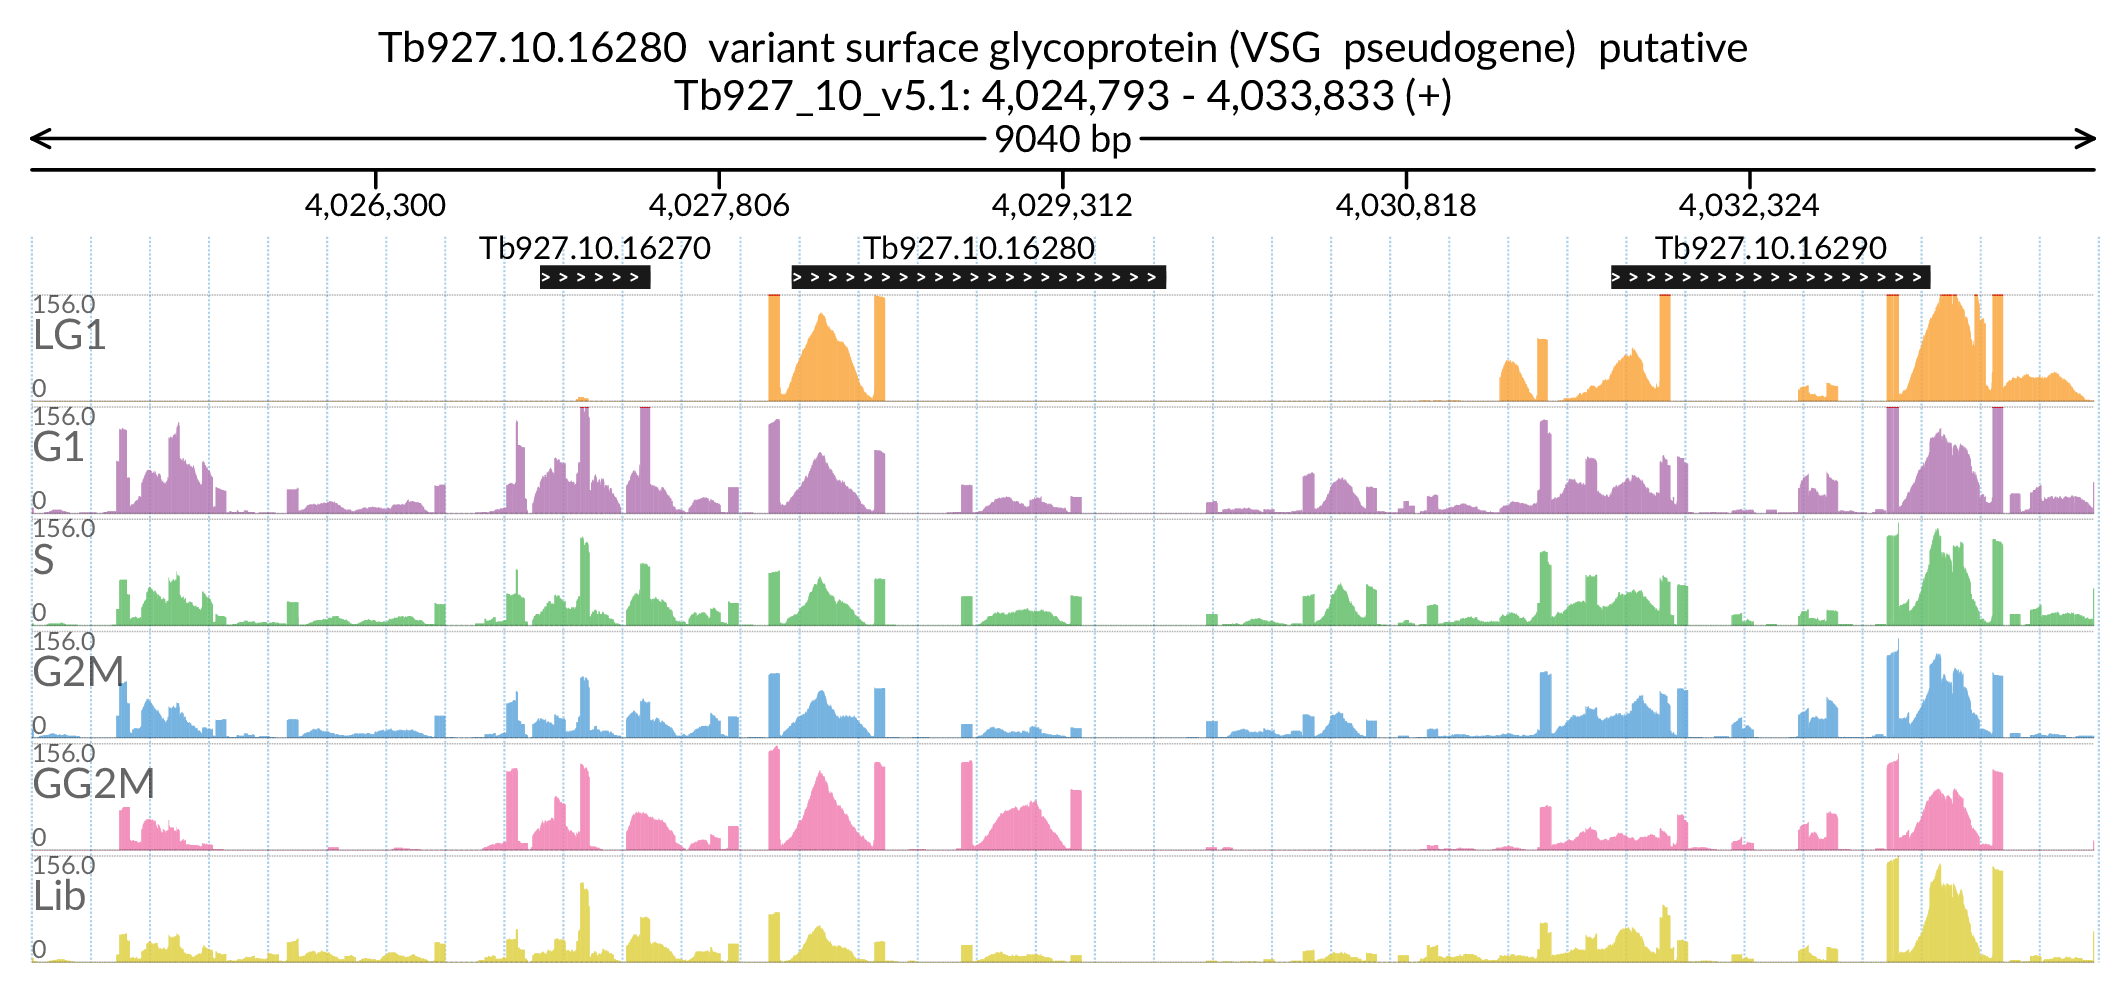 Tb927.10.16280  variant surface glycoprotein (VSG  pseudogene)  putative
Tb927_10_v5.1: 4,024,793 - 4,033,833 (+)
9040 bp
4,026,300 4,027,806 4,029,312 4,030,818 4,032,324
Tb927.10.16270 Tb927.10.16280 Tb927.10.16290
156.0
LG1
0
156.0
G1
0
156.0
S
0
156.0
G2M
0
156.0
GG2M
0
156.0
Lib
0